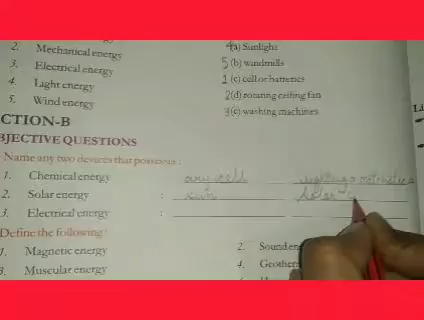 2. Mechanical energy 4(a) Sunlight
3. Electrical energy 5(b) windmills
4. Light energy 1(c) cell or batteries
5. Wind energy 2(d) rotating ceiling fan
3(e) washing machines
CTION-B
BJECTIVE QUESTIONS
Name any two devices that possess :
1. Chemical energy : cell
2. Solar energy : sun solar
3. Electrical energy :
Define the following :
1. Magnetic energy 2. Sound en
3. Muscular energy 4. Geother